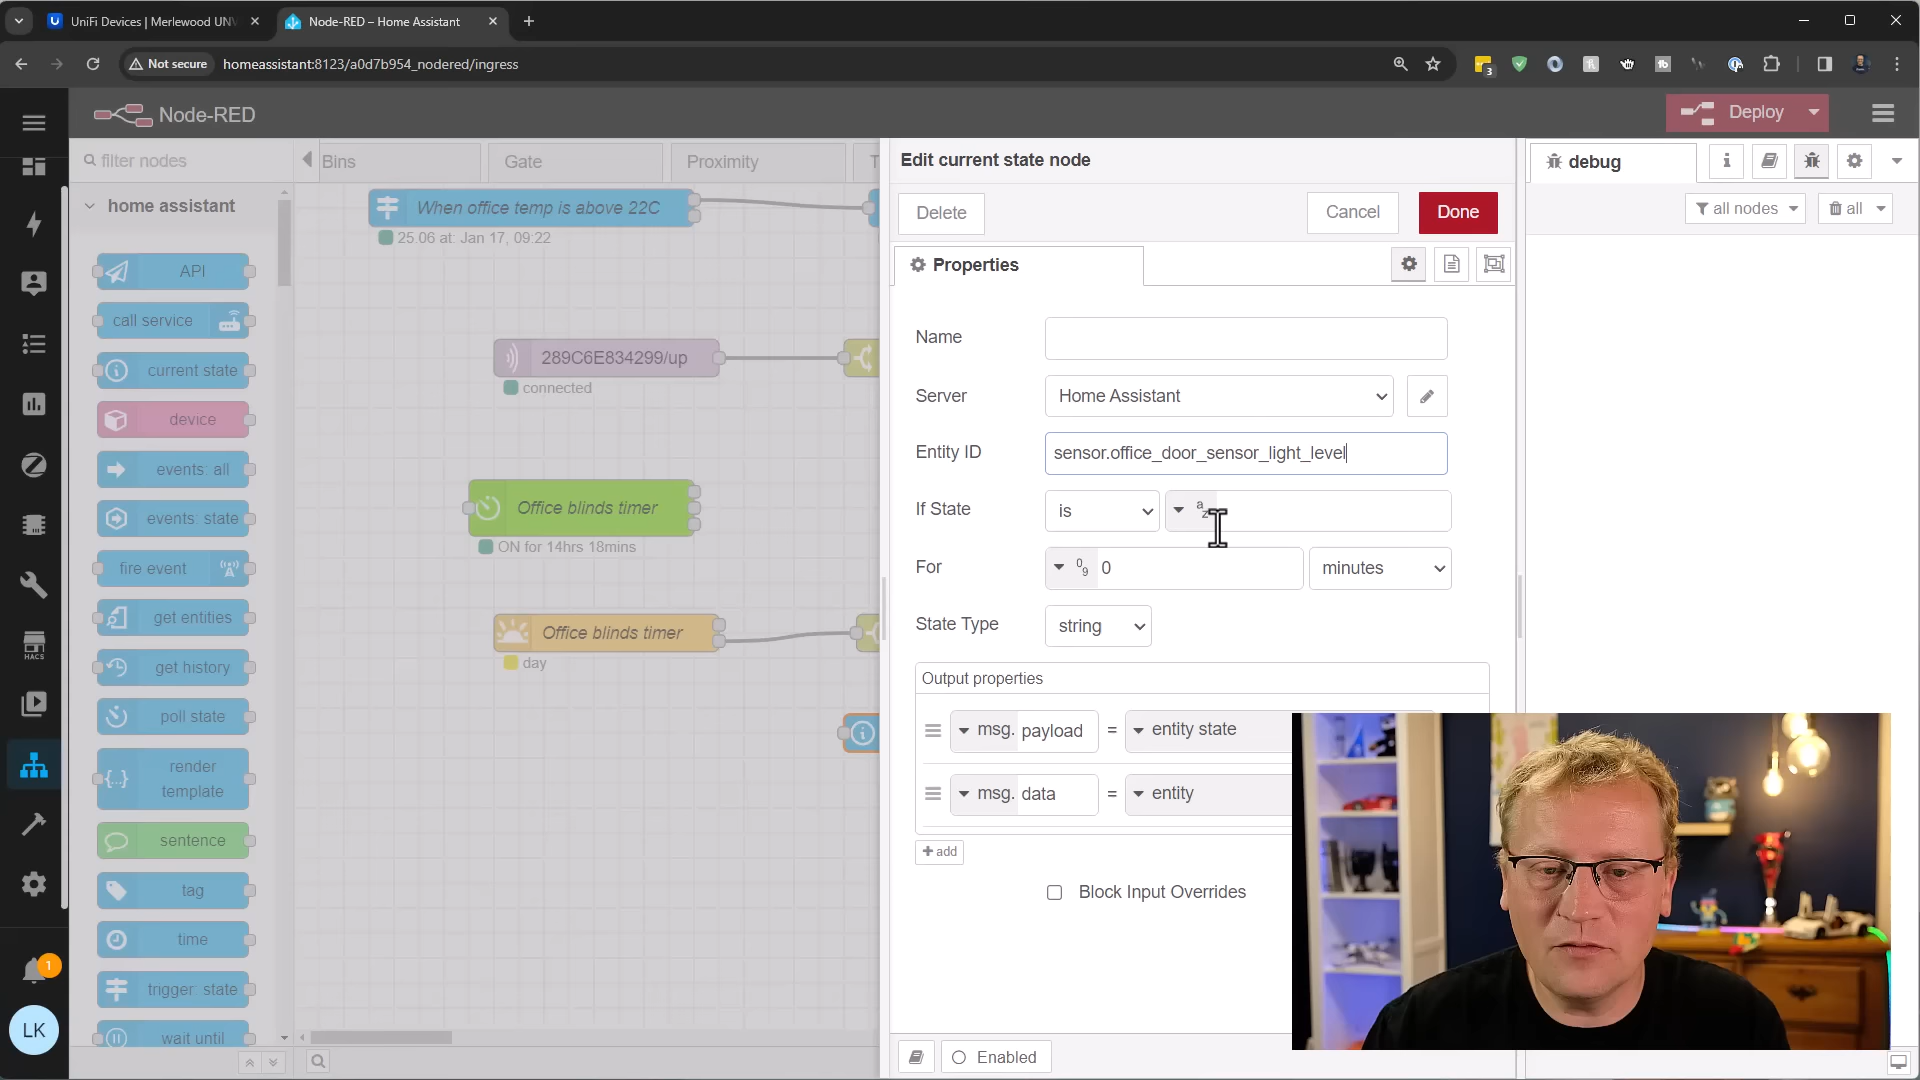 UniFi Devices | Merlewood UNV
Node-RED – Home Assistant
Not secure
homeassistant:8123/a0d7b954_nodered/ingress
3
Node-RED
Deploy
filter nodes
Bins
Gate
Proximity
T
Edit current state node
debug
home assistant
When office temp is above 22C
Delete
Cancel
Done
all nodes
all
25.06 at: Jan 17, 09:22
API
Properties
call service
289C6E834299/up
Name
current state
connected
Server
Home Assistant
device
Entity ID
sensor.office_door_sensor_light_level
events: all
Office blinds timer
If State
is
a
z
events: state
ON for 14hrs 18mins
For
0
9
0
minutes
fire event
get entities
Office blinds timer
State Type
string
HACS
get history
day
Output properties
poll state
msg. payload = entity state
render
template
msg. data = entity
sentence
add
tag
Block Input Overrides
time
1
trigger: state
LK
wait until
Enabled